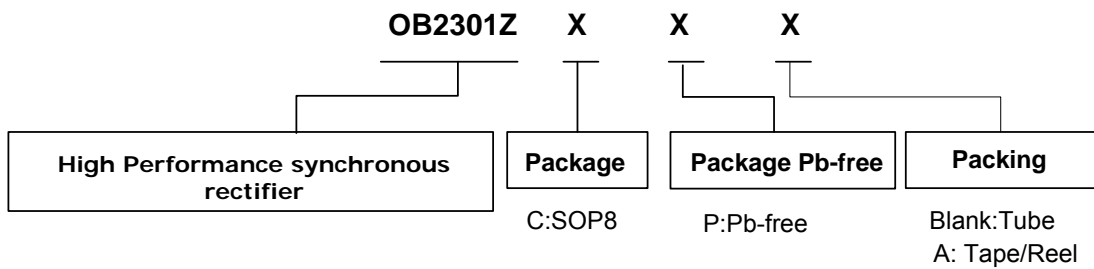 OB2301Z X X X
High Performance synchronous
rectifier
Package
Package Pb-free
Packing
C:SOP8
P:Pb-free
Blank:Tube
A: Tape/Reel